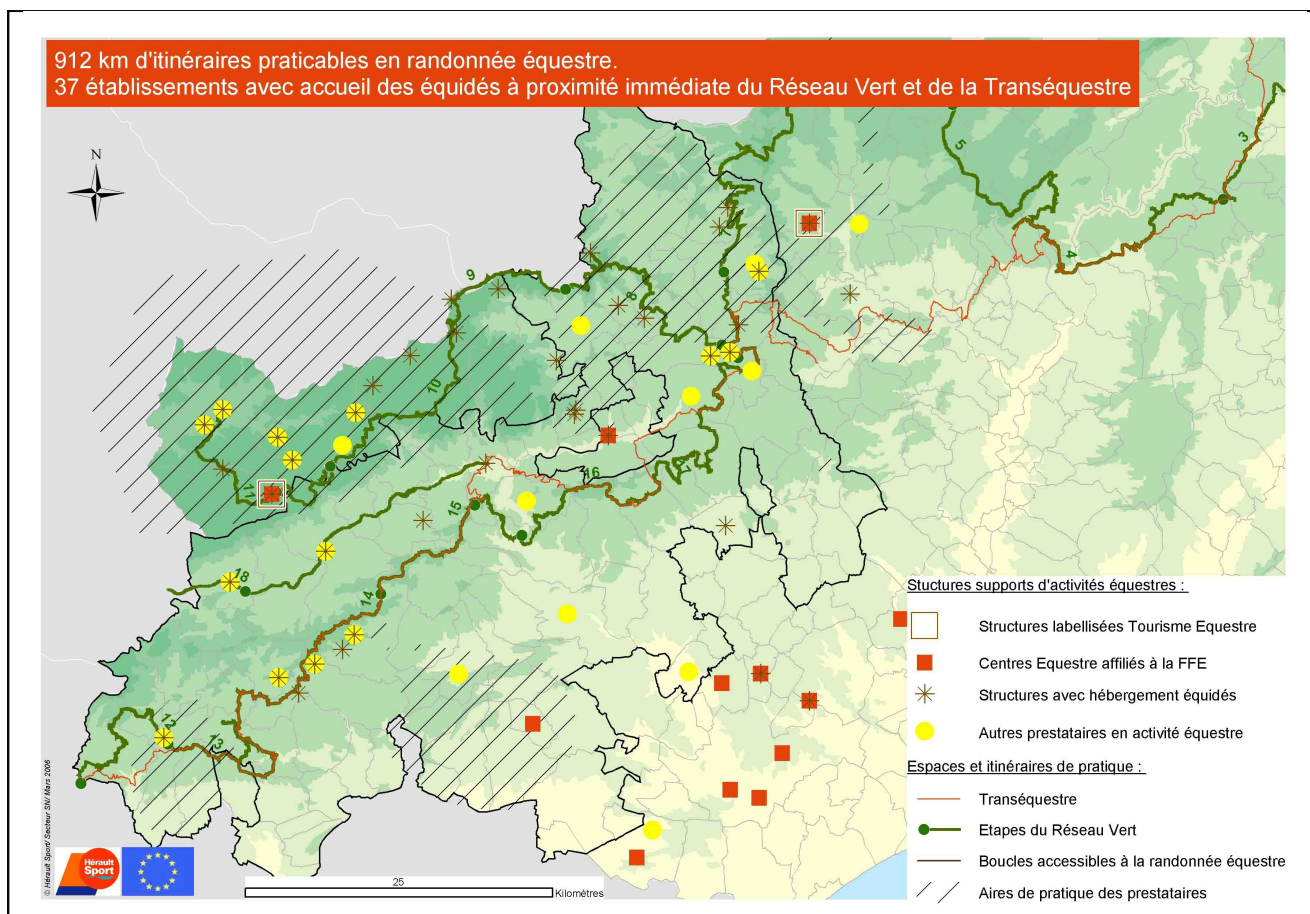 912 km d'itinéraires praticables en randonnée équestre.
37 établissements avec accueil des équidés à proximité immédiate du Réseau Vert et de la Transéquestre
N
5
3
4
9
8
10
11
16
15
18
14
12
13
Stuctures supports d'activités équestres :
Structures labellisées Tourisme Equestre
Centres Equestre affiliés à la FFE
Structures avec hébergement équidés
Autres prestataires en activité équestre
Espaces et itinéraires de pratique :
Transéquestre
Etapes du Réseau Vert
Boucles accessibles à la randonnée équestre
Aires de pratique des prestataires
© Hérault Sport/ Secteur SN/ Mars 2006
Hérault
Sport
25
Kilomètres